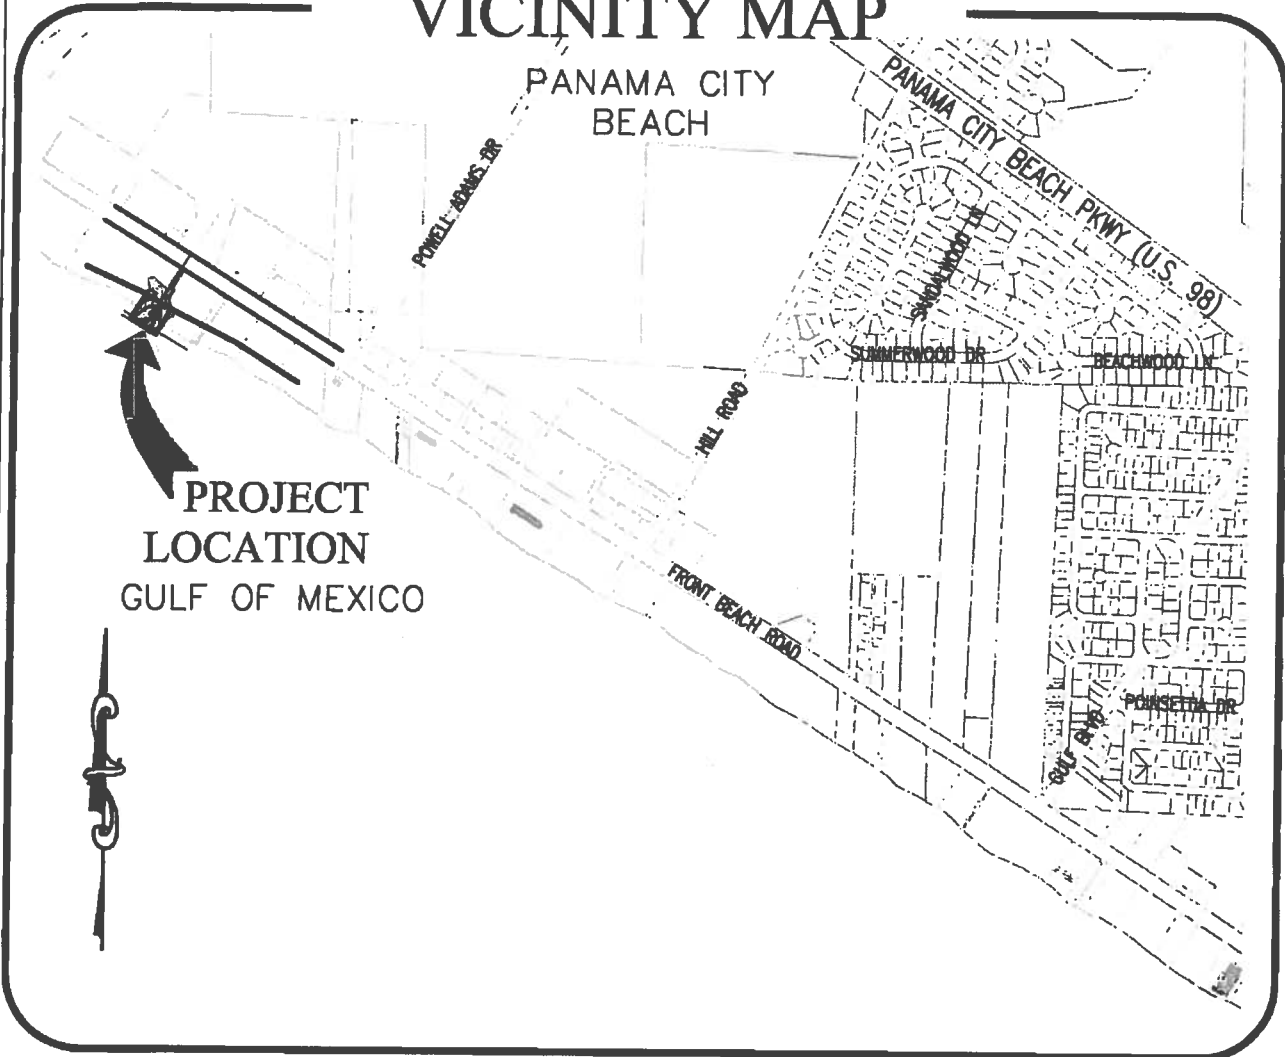 VICINITY MAP
PANAMA CITY
BEACH
PANAMA CITY BEACH PKWY (U.S. 98)
POWELL ADAMS DR
SANDALWOOD LN
SUMMERWOOD DR
BEACHWOOD LN
HILL ROAD
PROJECT
LOCATION
GULF OF MEXICO
FRONT BEACH ROAD
POINSETTA DR
GULF BLVD